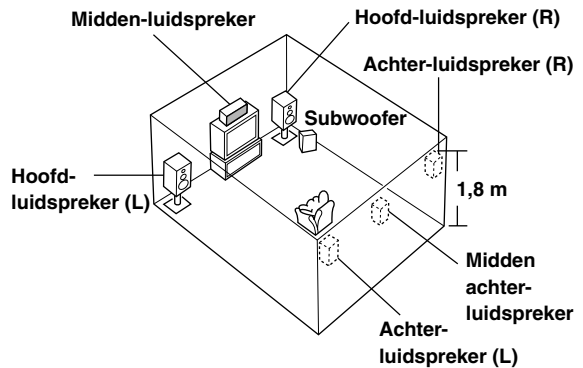 Midden-luidspreker
Hoofd-luidspreker (R)
Achter-luidspreker (R)
Subwoofer
Hoofd-
luidspreker (L)
1,8 m
Midden
achter-
luidspreker
Achter-
luidspreker (L)